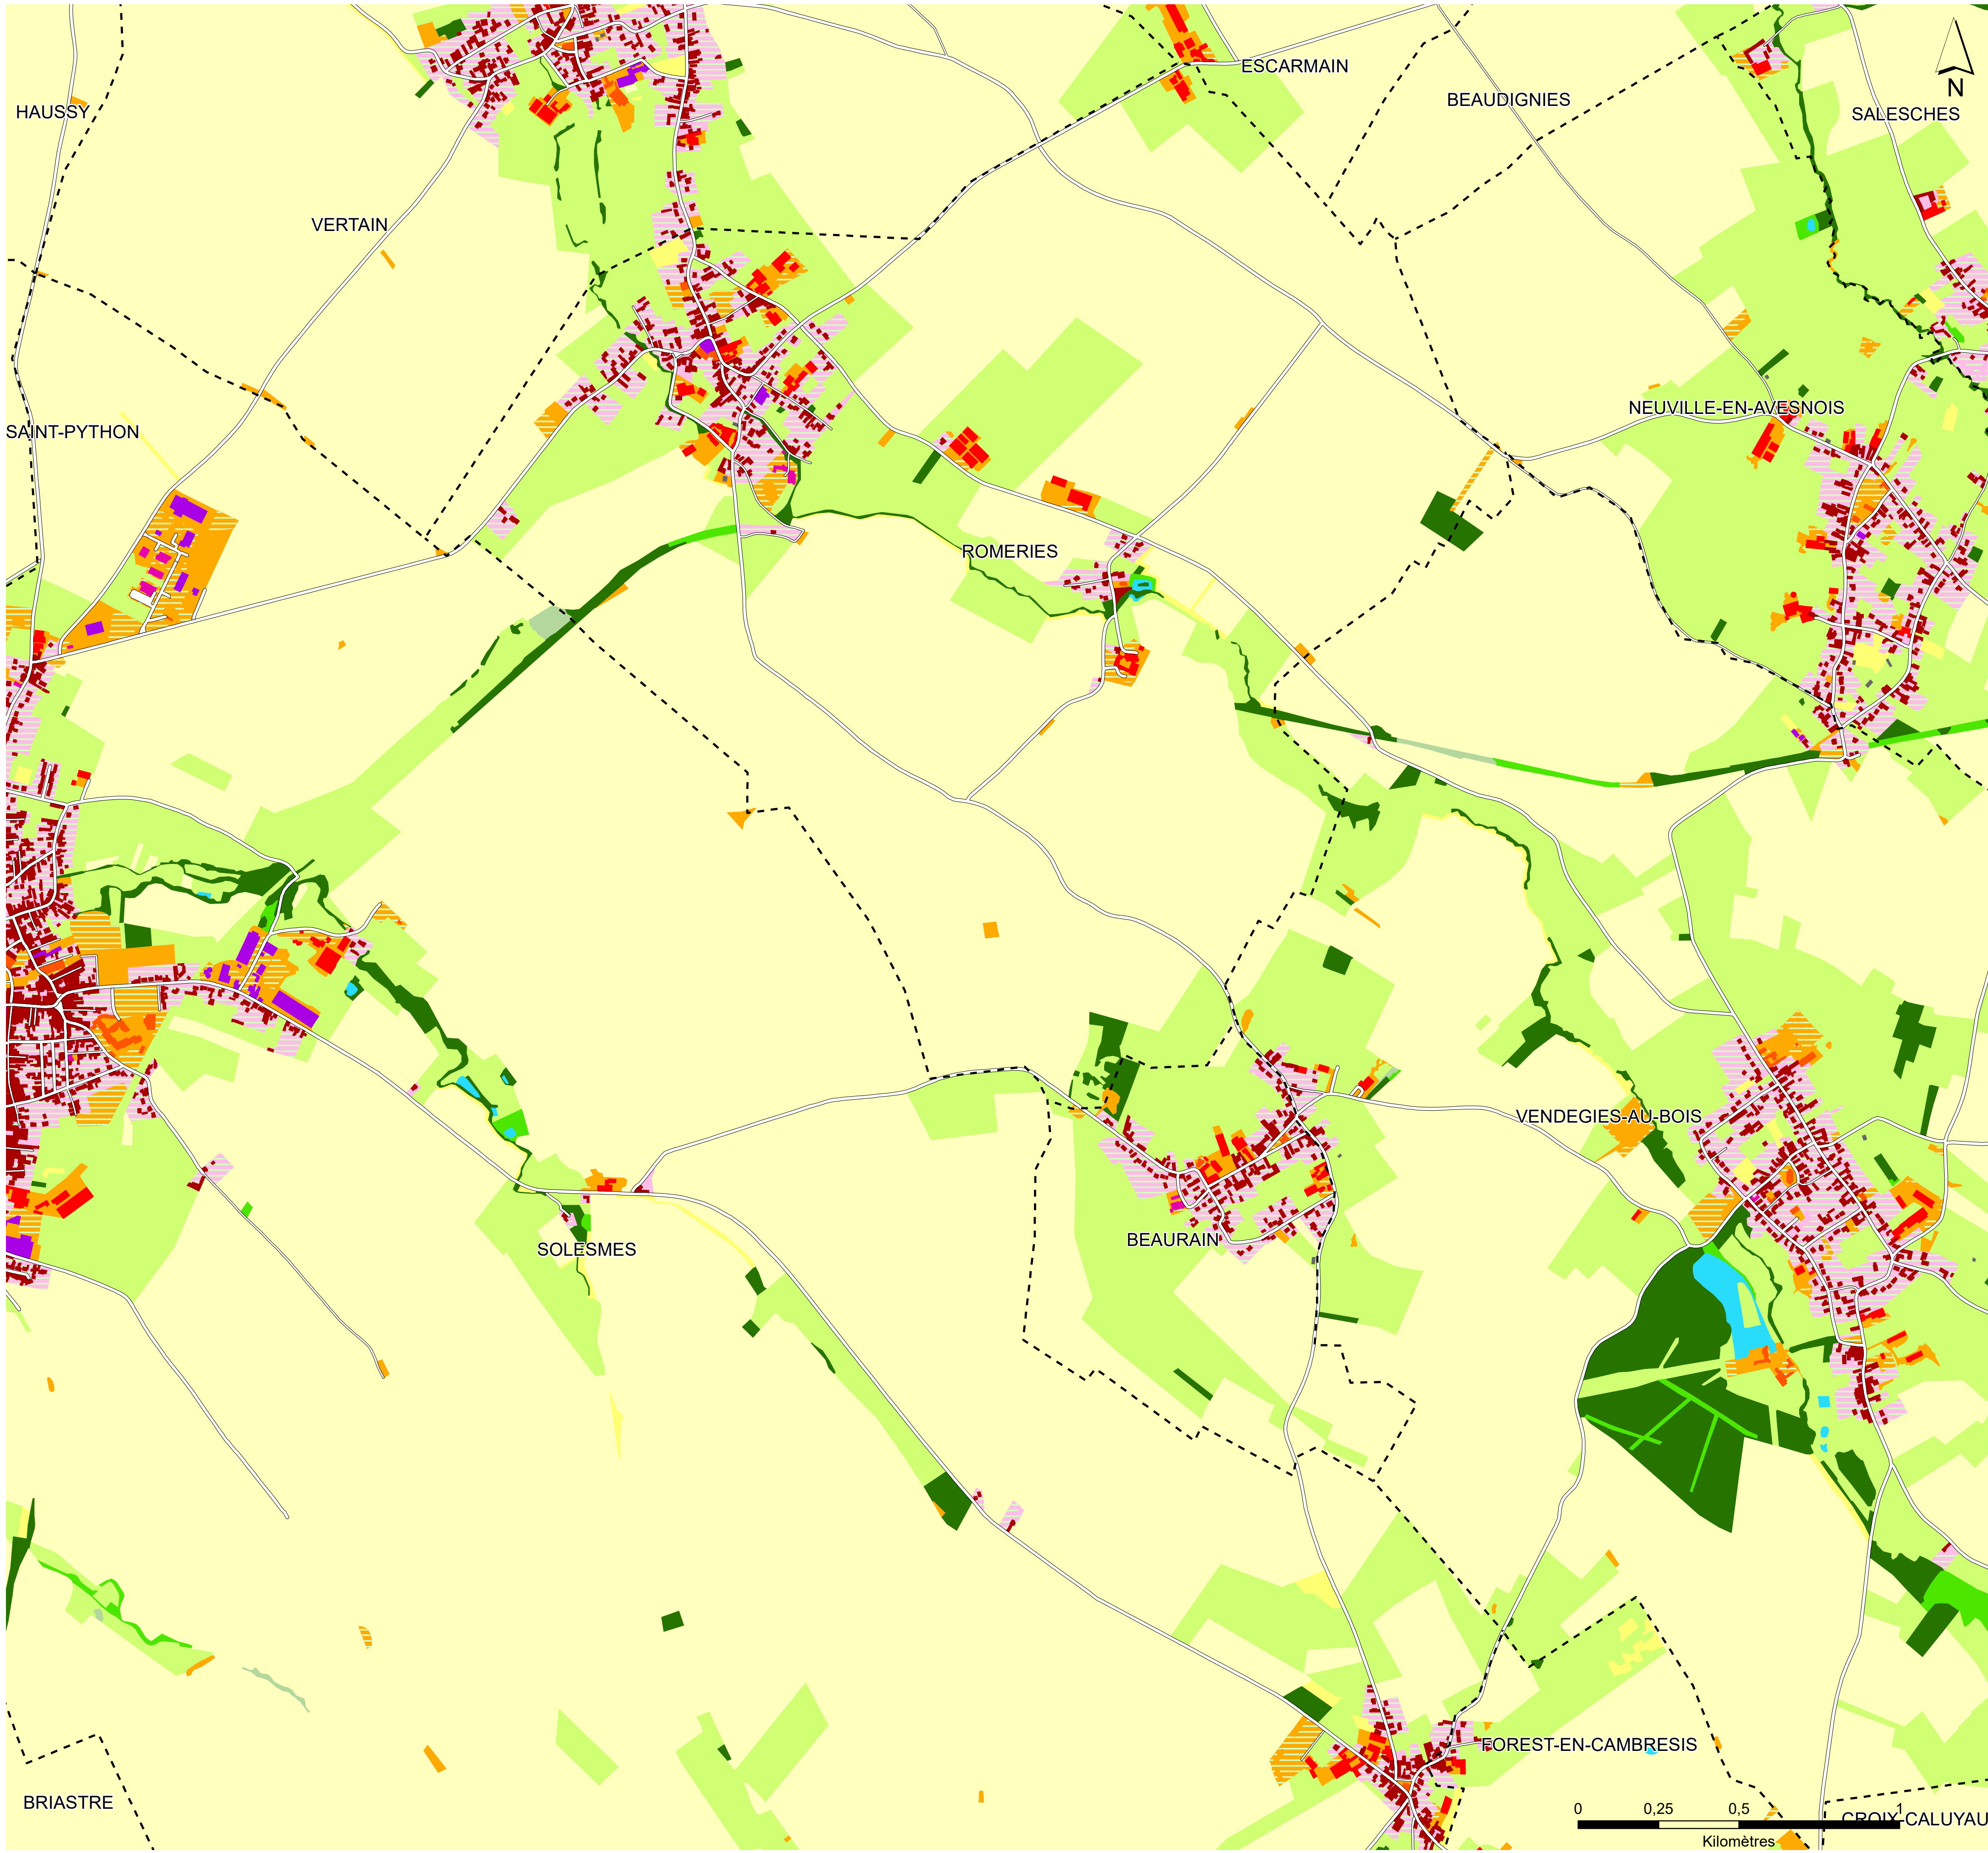 ESCARMAIN
BEAUDIGNIES
N
HAUSSY
SALESCHES
VERTAIN
NEUVILLE-EN-AVESNOIS
SAINT-PYTHON
ROMERIES
VENDEGIES-AU-BOIS
BEAURAIN
SOLESMES
FOREST-EN-CAMBRESIS
BRIASTRE
0 0,25 0,5 1
CROIX-CALUYAU
Kilomètres